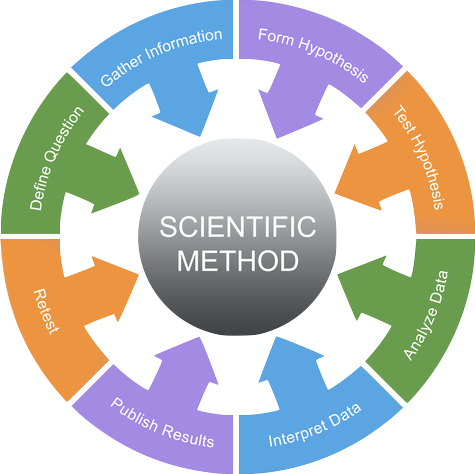 SCIENTIFIC
METHOD
Define Question
Gather Information
Form Hypothesis
Test Hypothesis
Analyze Data
Interpret Data
Publish Results
Retest